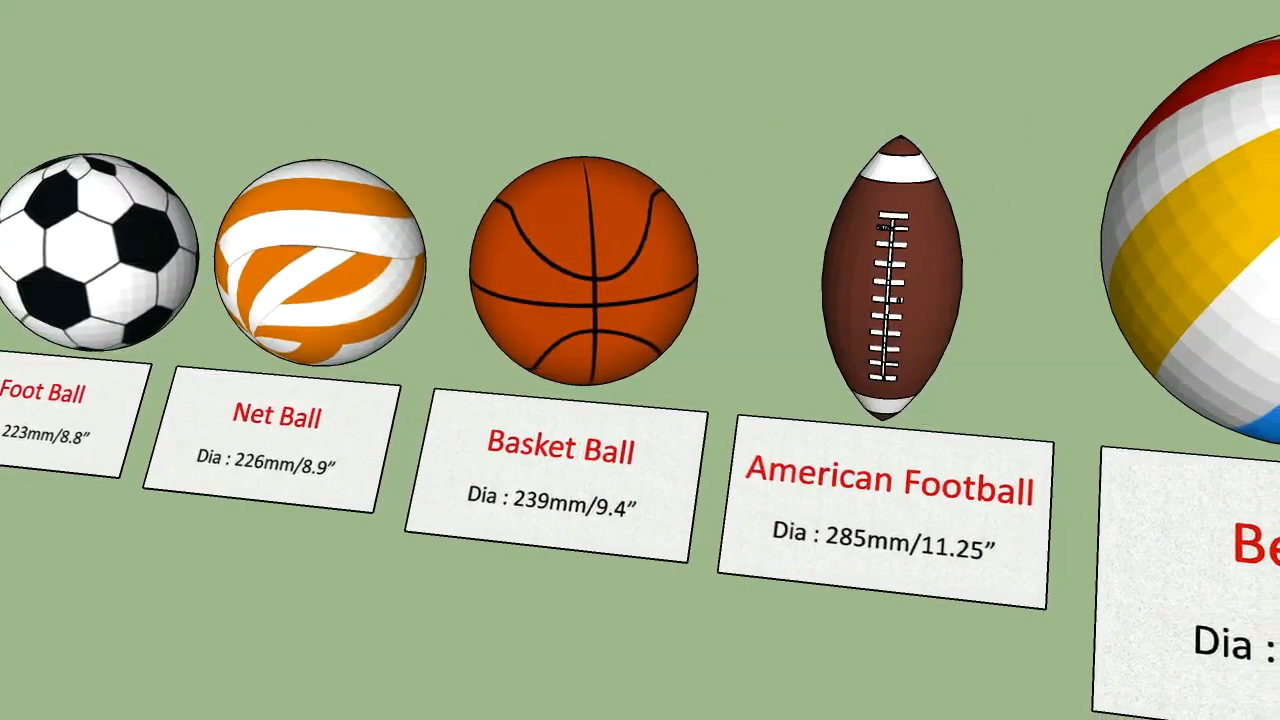 Foot Ball
223mm/8.8”
Net Ball
Dia : 226mm/8.9”
Basket Ball
Dia : 239mm/9.4”
American Football
Dia : 285mm/11.25”
Be
Dia :